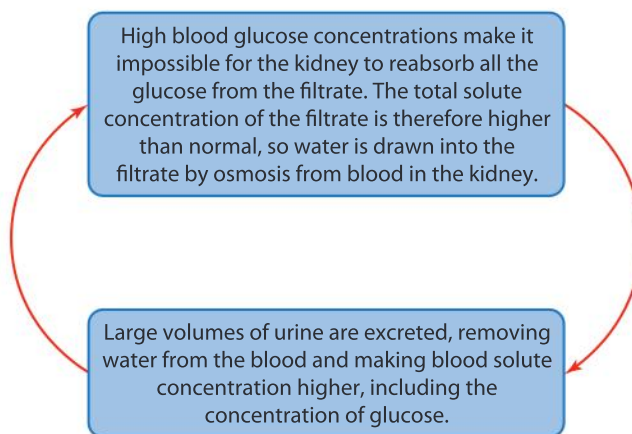 High blood glucose concentrations make it
impossible for the kidney to reabsorb all the
glucose from the filtrate. The total solute
concentration of the filtrate is therefore higher
than normal, so water is drawn into the
filtrate by osmosis from blood in the kidney.
Large volumes of urine are excreted, removing
water from the blood and making blood solute
concentration higher, including the
concentration of glucose.